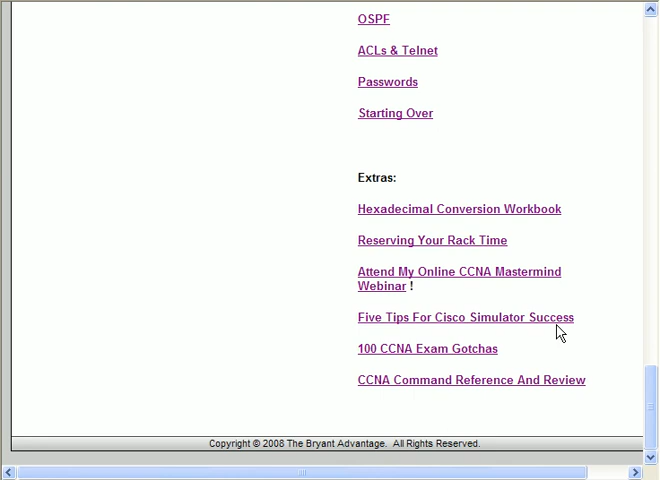 OSPF
ACLs & Telnet
Passwords
Starting Over
Extras:
Hexadecimal Conversion Workbook
Reserving Your Rack Time
Attend My Online CCNA Mastermind
Webinar !
Five Tips For Cisco Simulator Success
100 CCNA Exam Gotchas
CCNA Command Reference And Review
Copyright © 2008 The Bryant Advantage. All Rights Reserved.